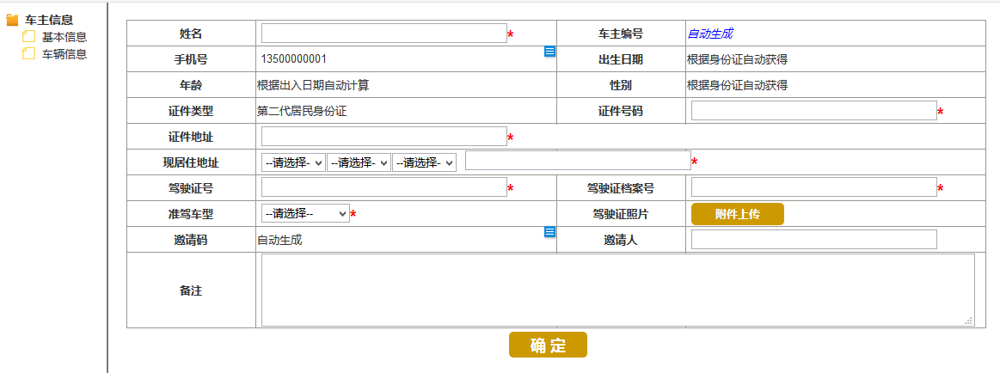 车主信息
基本信息
车辆信息
姓名 * 车主编号 自动生成
手机号 13500000001 出生日期 根据身份证自动获得
年龄 根据出入日期自动计算 性别 根据身份证自动获得
证件类型 第二代居民身份证 证件号码 *
证件地址 *
现居住地址 --请选择- --请选择- --请选择- *
驾驶证号 * 驾驶证档案号 *
准驾车型 --请选择-- * 驾驶证照片 附件上传
邀请码 自动生成 邀请人
备注
确 定